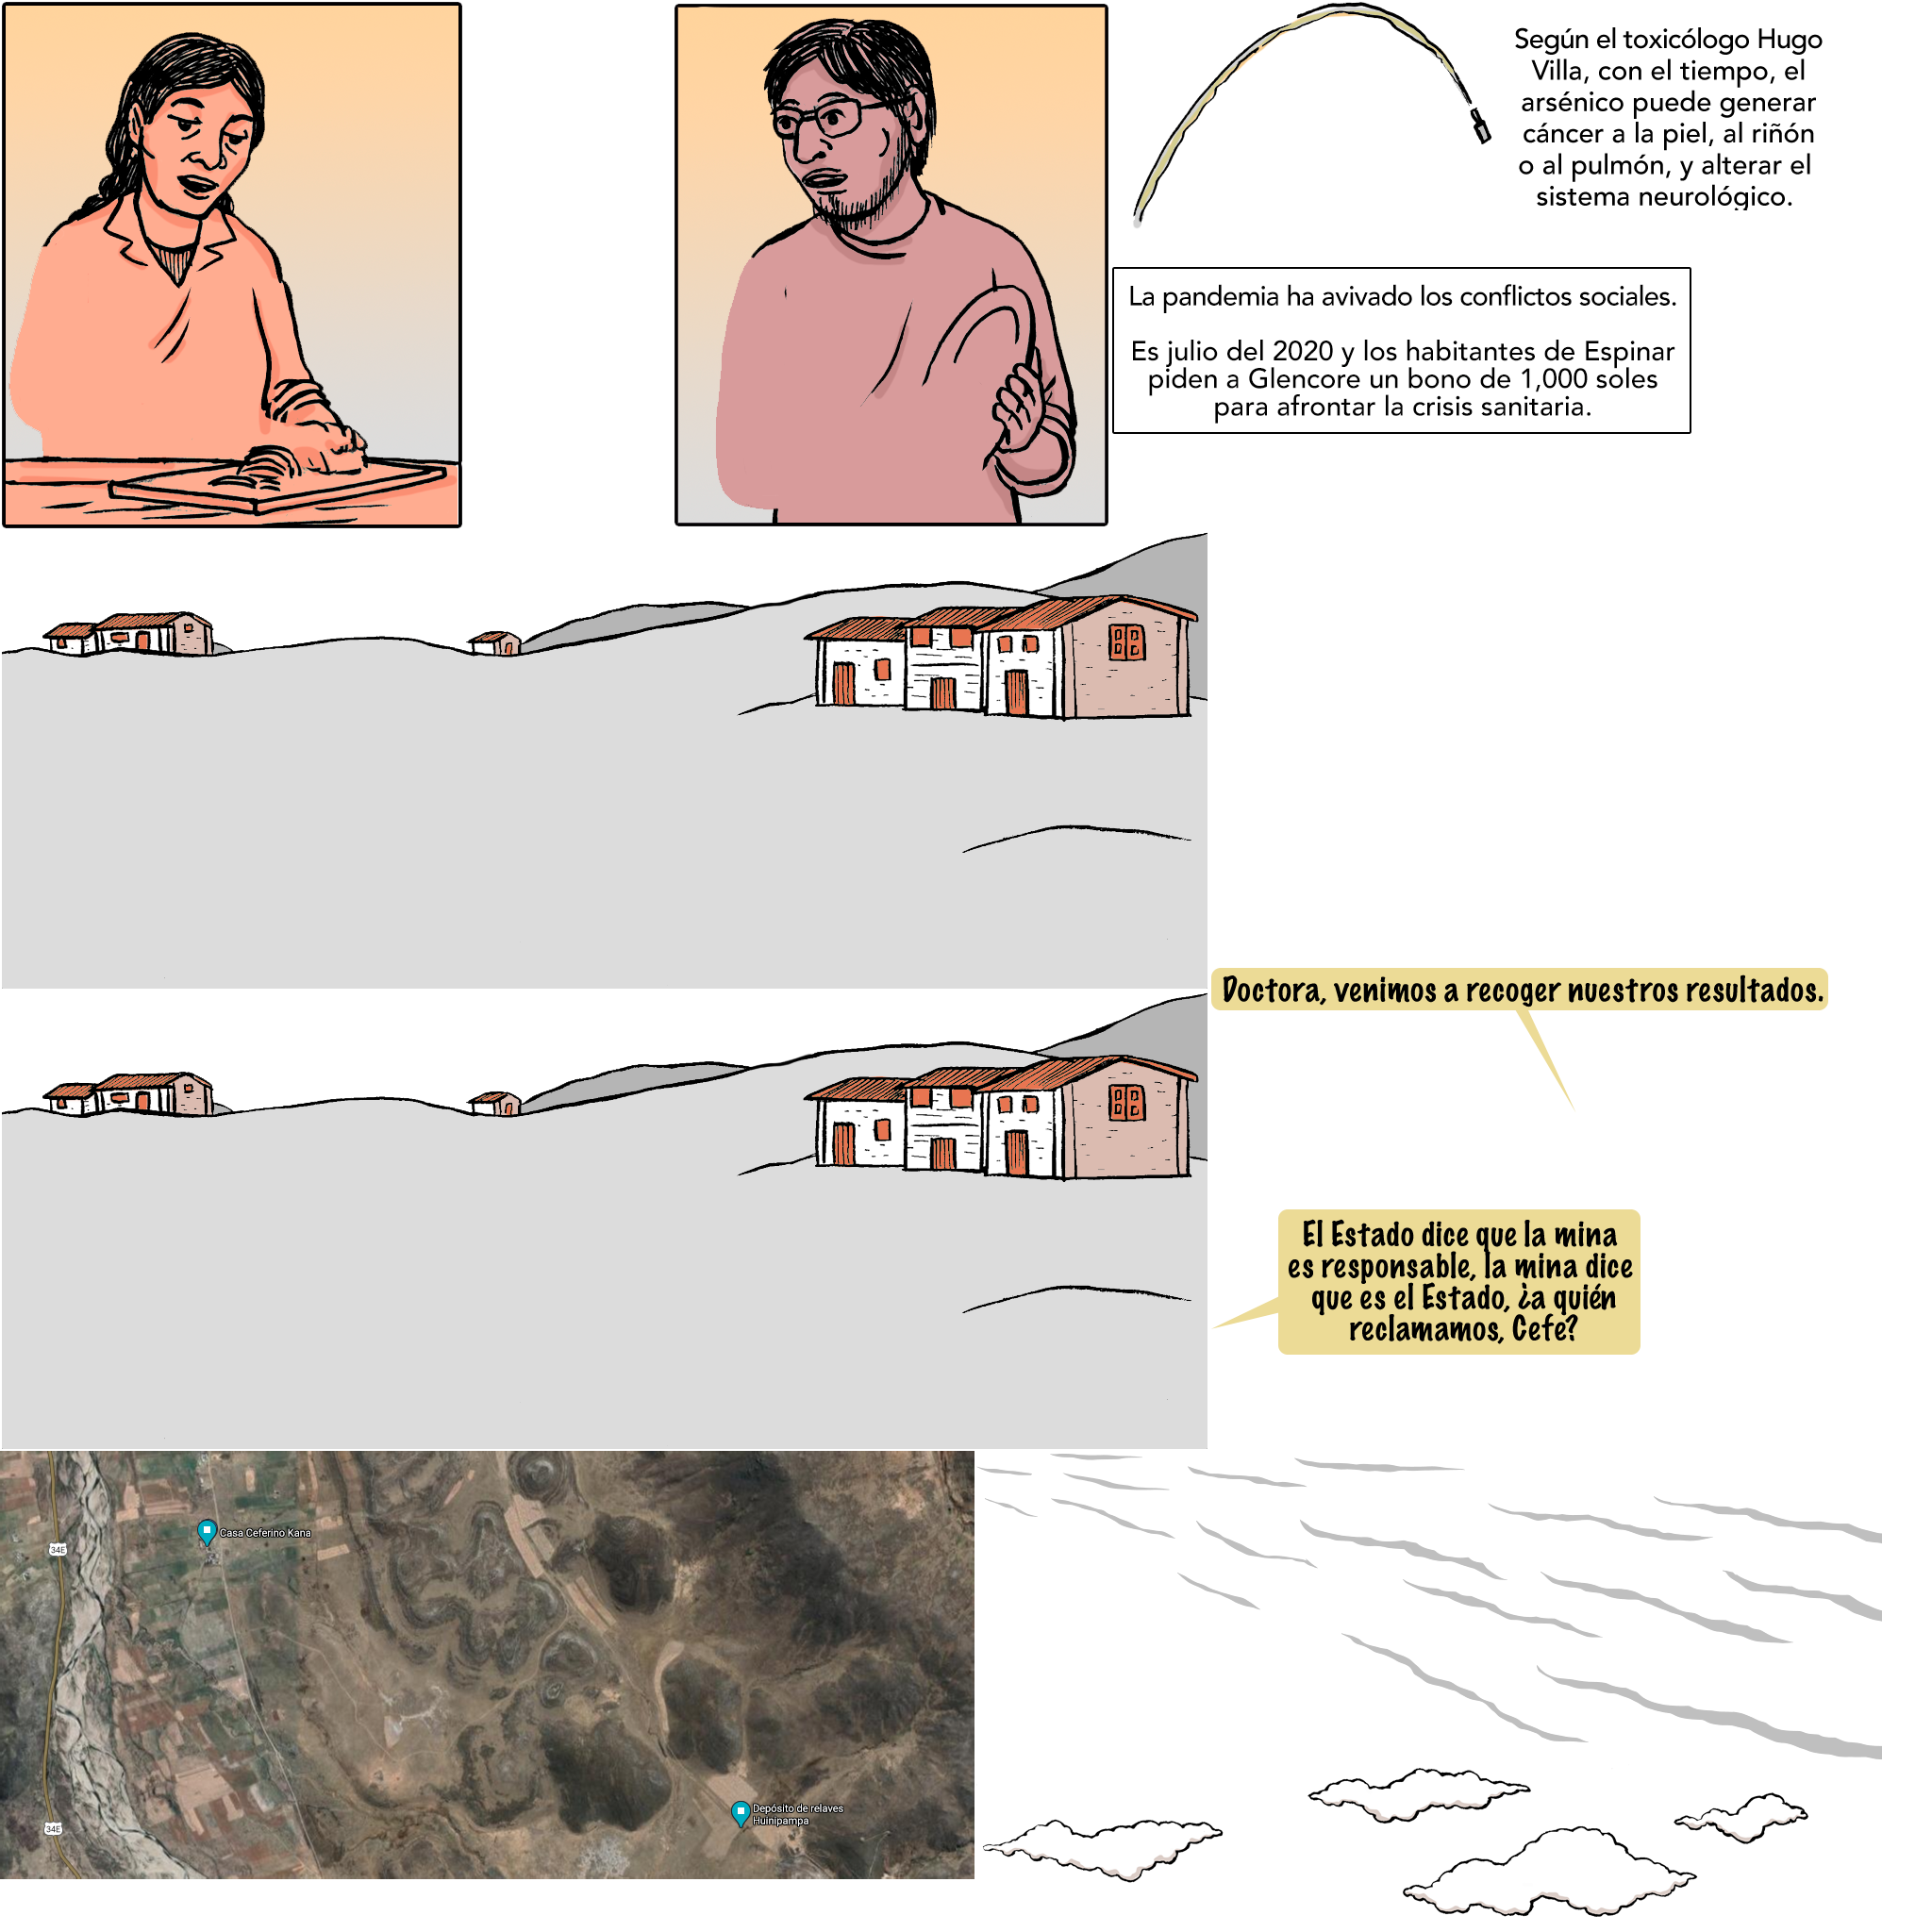 Según el toxicólogo Hugo
Villa, con el tiempo, el
arsénico puede generar
cáncer a la piel, al riñón
o al pulmón, y alterar el
sistema neurológico.
La pandemia ha avivado los conflictos sociales.
Es julio del 2020 y los habitantes de Espinar
piden a Glencore un bono de 1,000 soles
para afrontar la crisis sanitaria.
Doctora, venimos a recoger nuestros resultados.
El Estado dice que la mina
es responsable, la mina dice
que es el Estado, ¿a quién
reclamamos, Cefe?
Casa Ceferino Kana
34E
Depósito de relaves
Huinipampa
34E